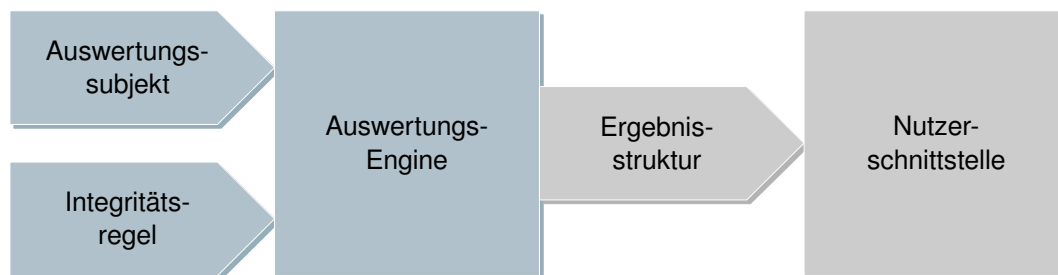 Auswertungs-
subjekt
Integritäts-
regel
Auswertungs-
Engine
Ergebnis-
struktur
Nutzer-
schnittstelle